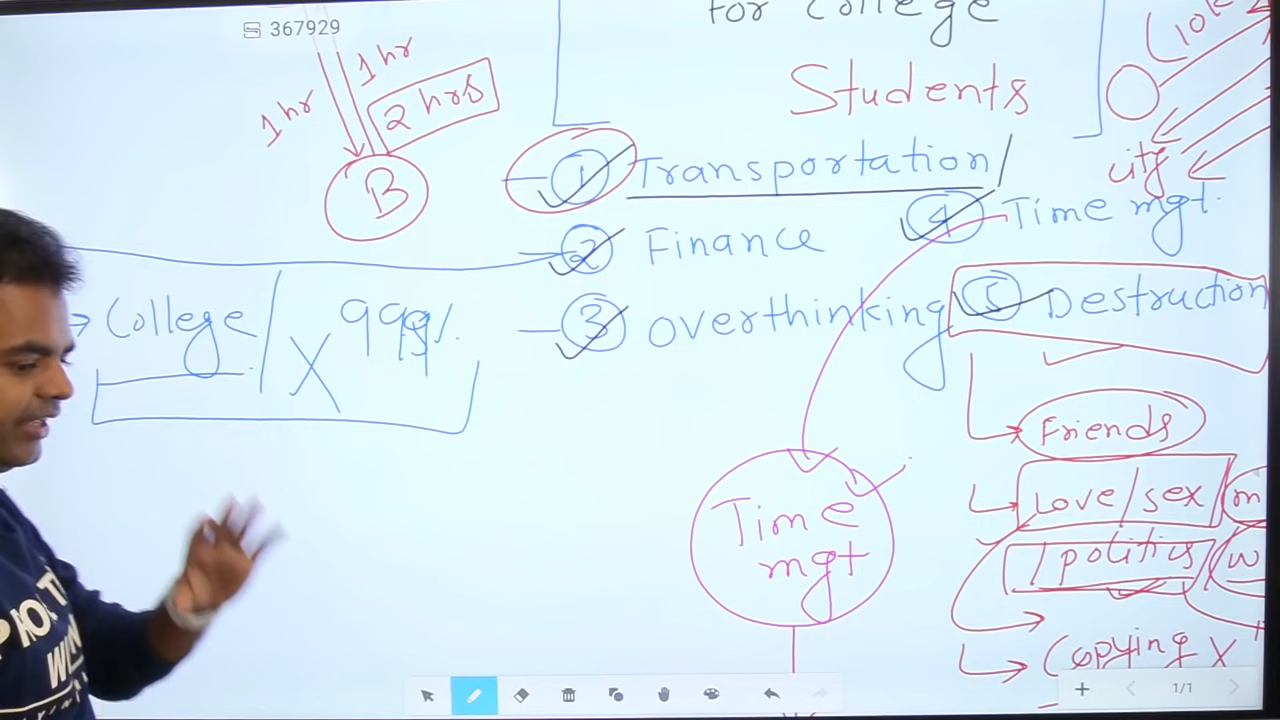 367929
for College
Students
1 hr
1 hr
2 hrs
B
city
1 Transportation
2 Finance
3 overthinking
4 Time mgt.
5 Destruction
College / X 999/.
Friends
Love/sex/m
/politics/w
Time
mgt
Copying X
1/1